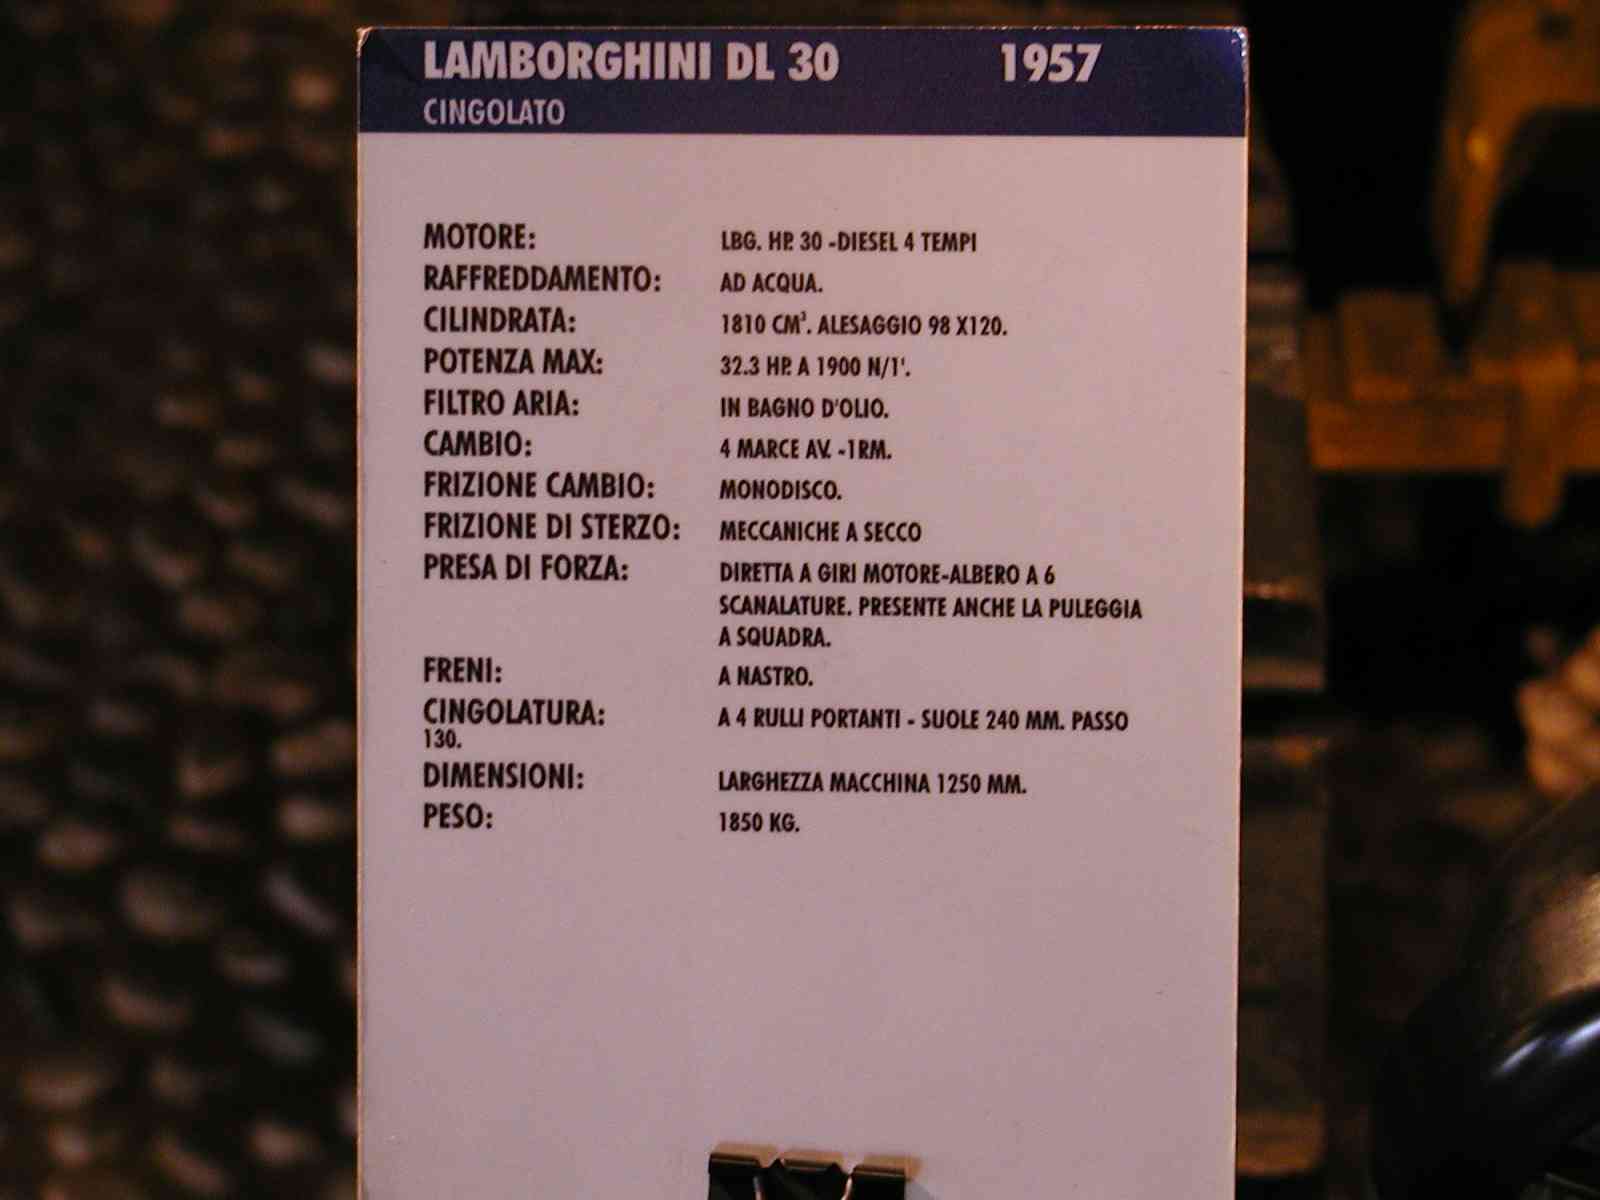 LAMBORGHINI DL 30 1957
CINGOLATO
MOTORE: LBG. HP. 30 -DIESEL 4 TEMPI
RAFFREDDAMENTO: AD ACQUA.
CILINDRATA: 1810 CM³. ALESAGGIO 98 X120.
POTENZA MAX: 32.3 HP. A 1900 N/1'.
FILTRO ARIA: IN BAGNO D'OLIO.
CAMBIO: 4 MARCE AV. -1RM.
FRIZIONE CAMBIO: MONODISCO.
FRIZIONE DI STERZO: MECCANICHE A SECCO
PRESA DI FORZA: DIRETTA A GIRI MOTORE-ALBERO A 6
SCANALATURE. PRESENTE ANCHE LA PULEGGIA
A SQUADRA.
FRENI: A NASTRO.
CINGOLATURA: A 4 RULLI PORTANTI - SUOLE 240 MM. PASSO
130.
DIMENSIONI: LARGHEZZA MACCHINA 1250 MM.
PESO: 1850 KG.